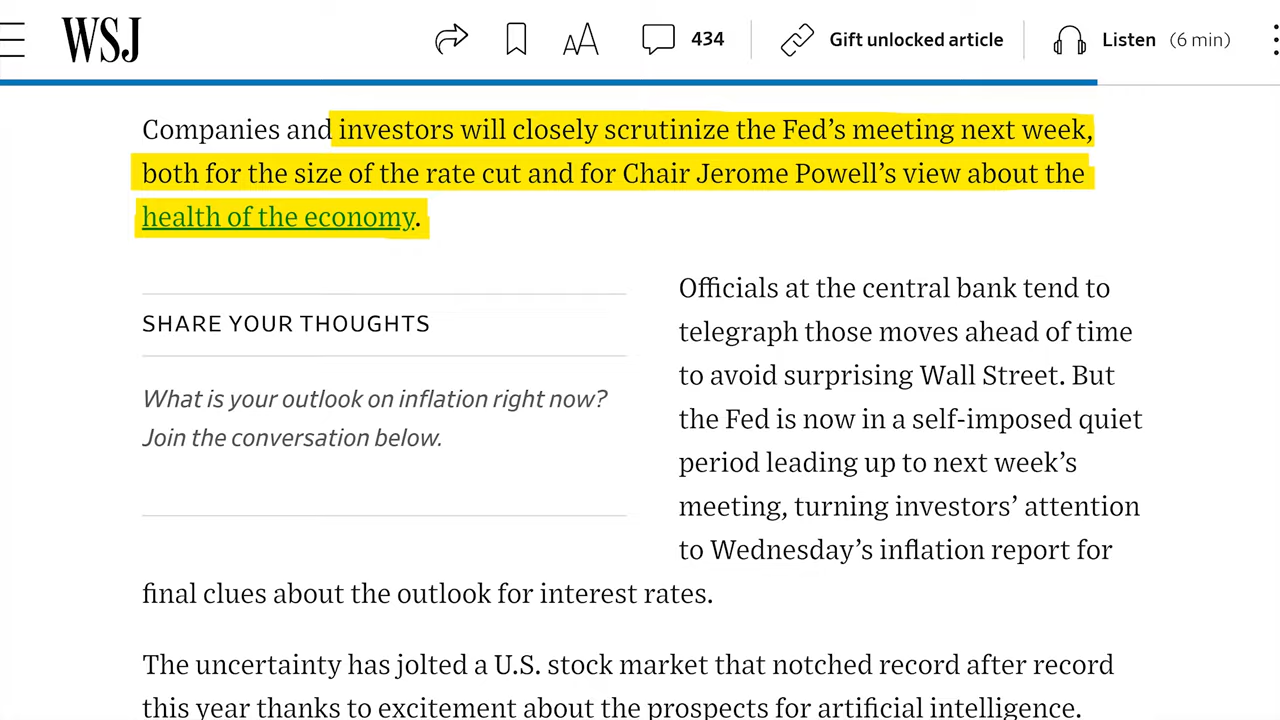 WSJ
434
Gift unlocked article
Listen (6 min)
Companies and investors will closely scrutinize the Fed’s meeting next week,
both for the size of the rate cut and for Chair Jerome Powell’s view about the
health of the economy.
SHARE YOUR THOUGHTS
What is your outlook on inflation right now?
Join the conversation below.
Officials at the central bank tend to
telegraph those moves ahead of time
to avoid surprising Wall Street. But
the Fed is now in a self-imposed quiet
period leading up to next week’s
meeting, turning investors’ attention
to Wednesday’s inflation report for
final clues about the outlook for interest rates.
The uncertainty has jolted a U.S. stock market that notched record after record
this year thanks to excitement about the prospects for artificial intelligence.